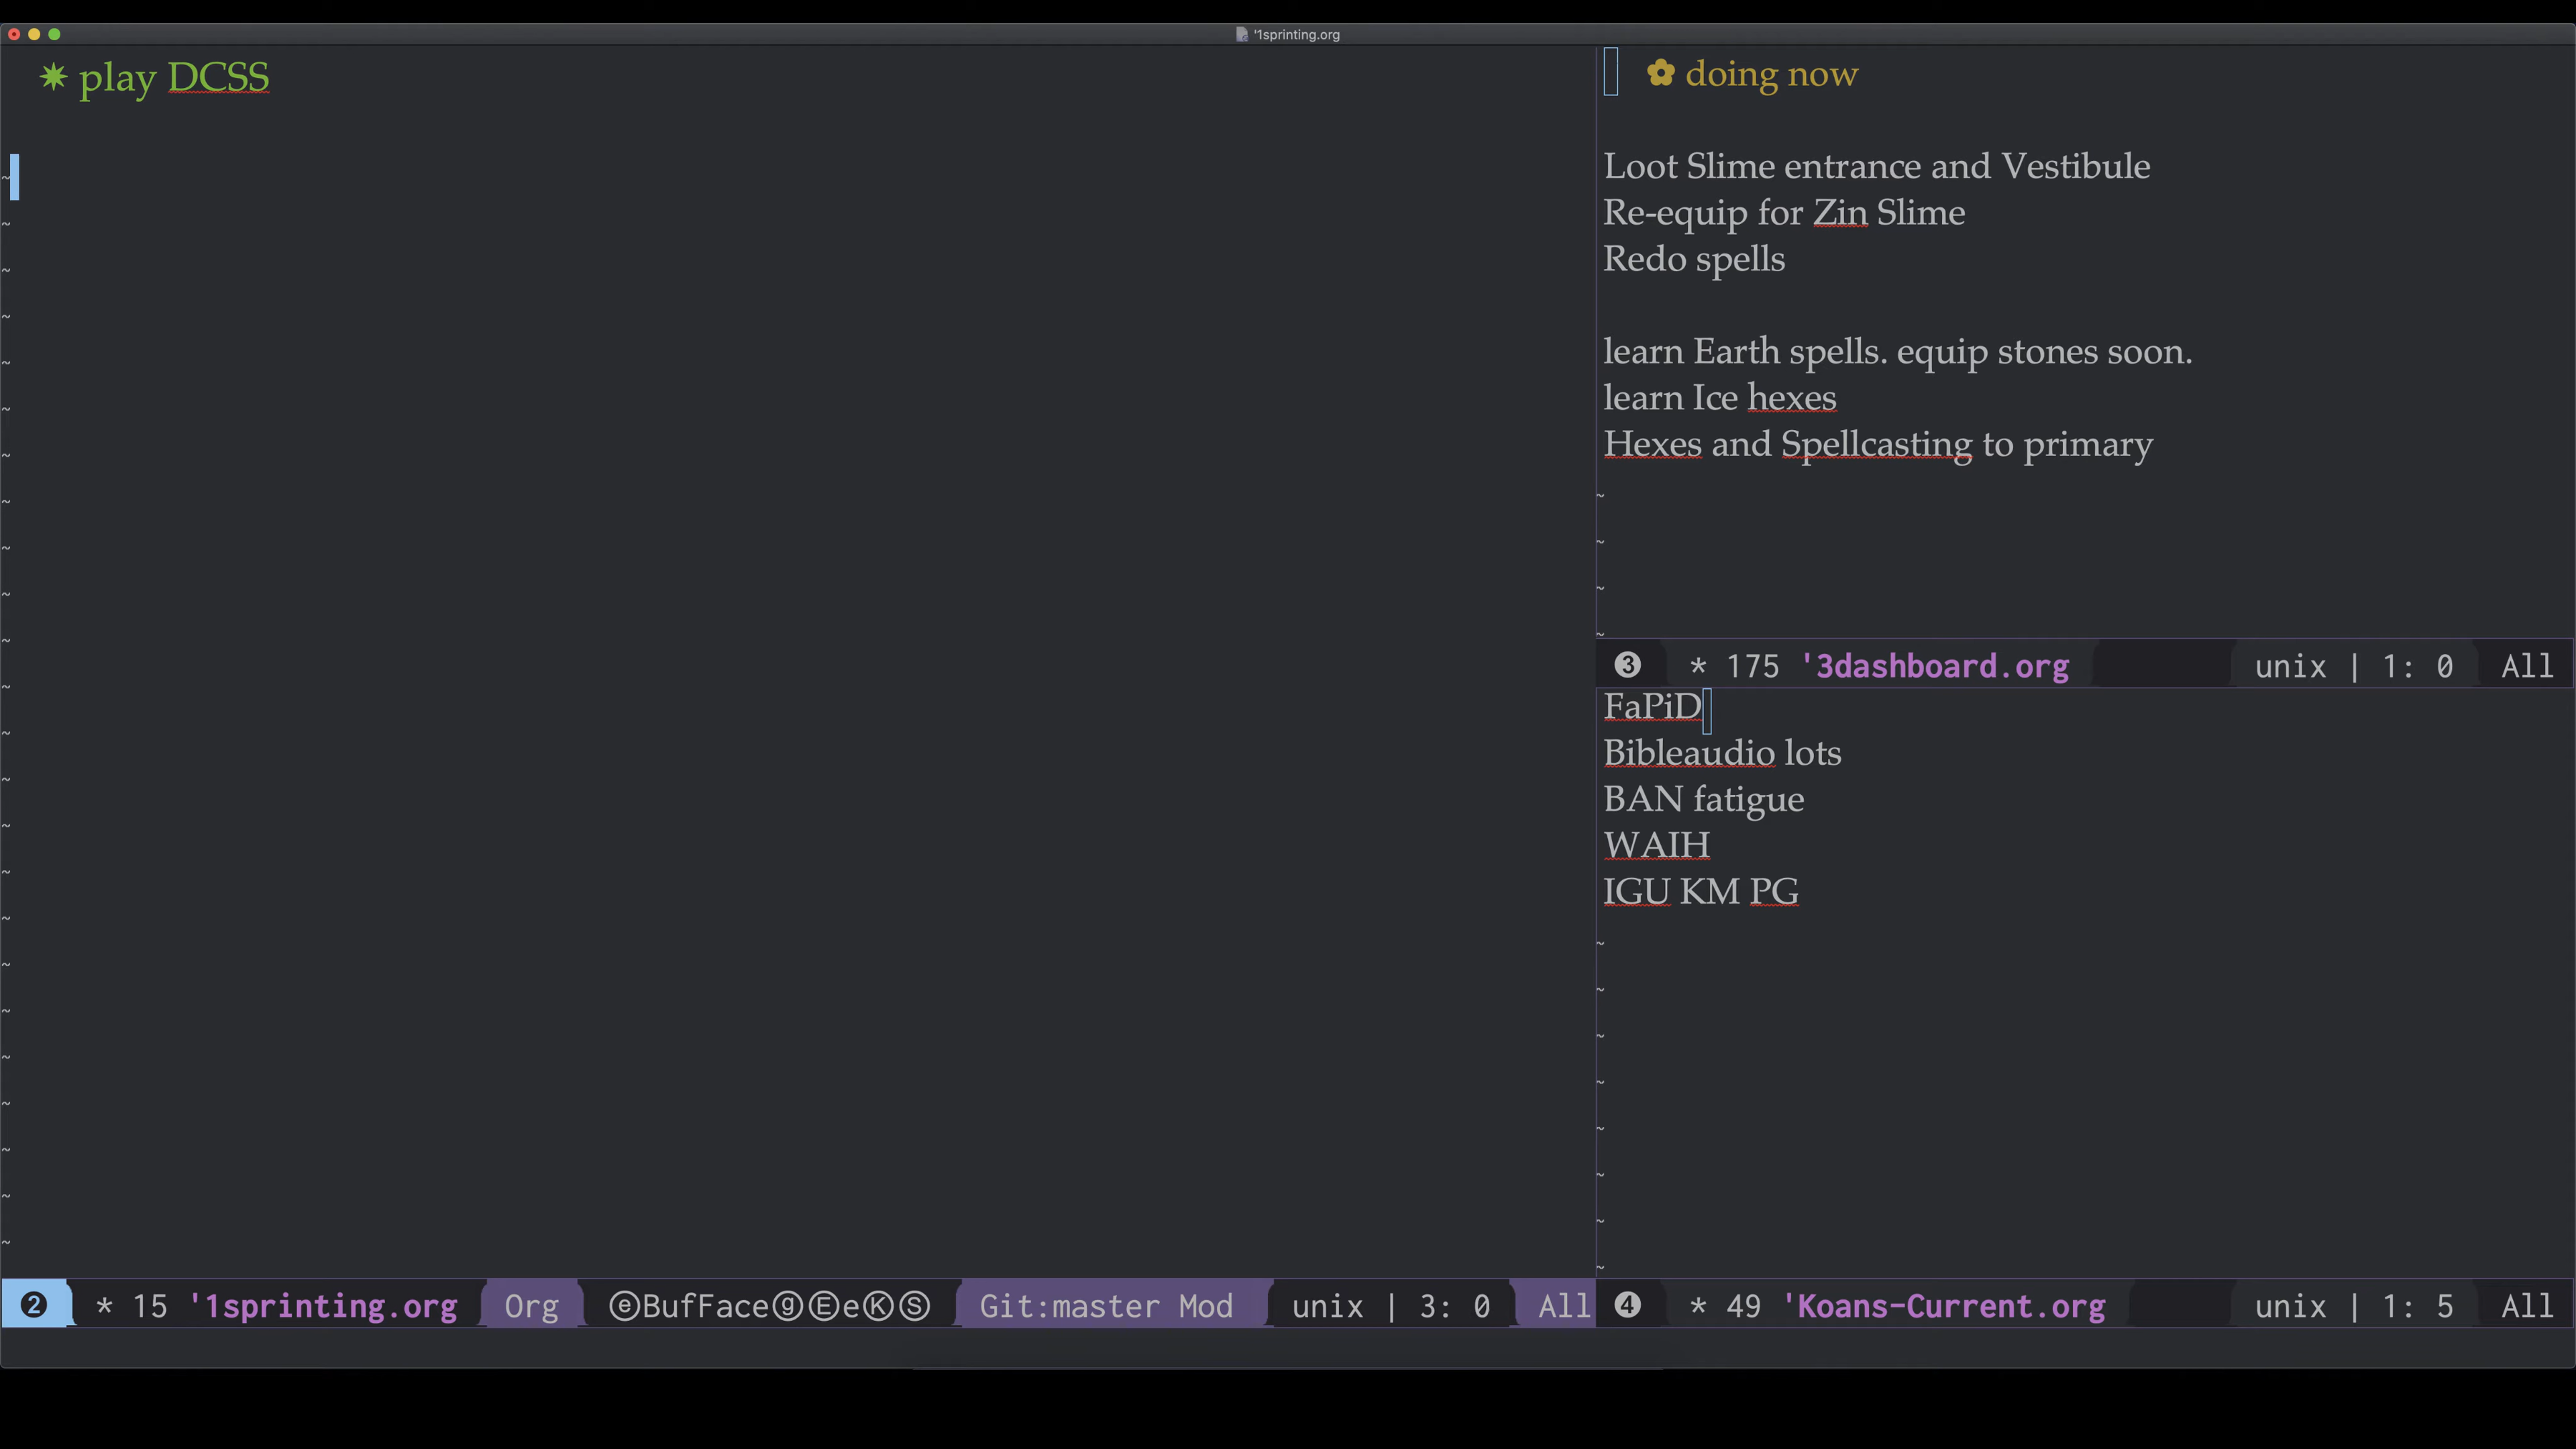 '1sprinting.org
✷ play DCSS
~
✿ doing now
Loot Slime entrance and Vestibule
Re-equip for Zin Slime
Redo spells
learn Earth spells. equip stones soon.
learn Ice hexes
Hexes and Spellcasting to primary
❸ * 175 '3dashboard.org unix | 1: 0 All
FaPiD
Bibleaudio lots
BAN fatigue
WAIH
IGU KM PG
❷ * 15 '1sprinting.org Org ⓔBufFaceⓖⒺeⓀⓈ Git:master Mod unix | 3: 0 All
❹ * 49 'Koans-Current.org unix | 1: 5 All